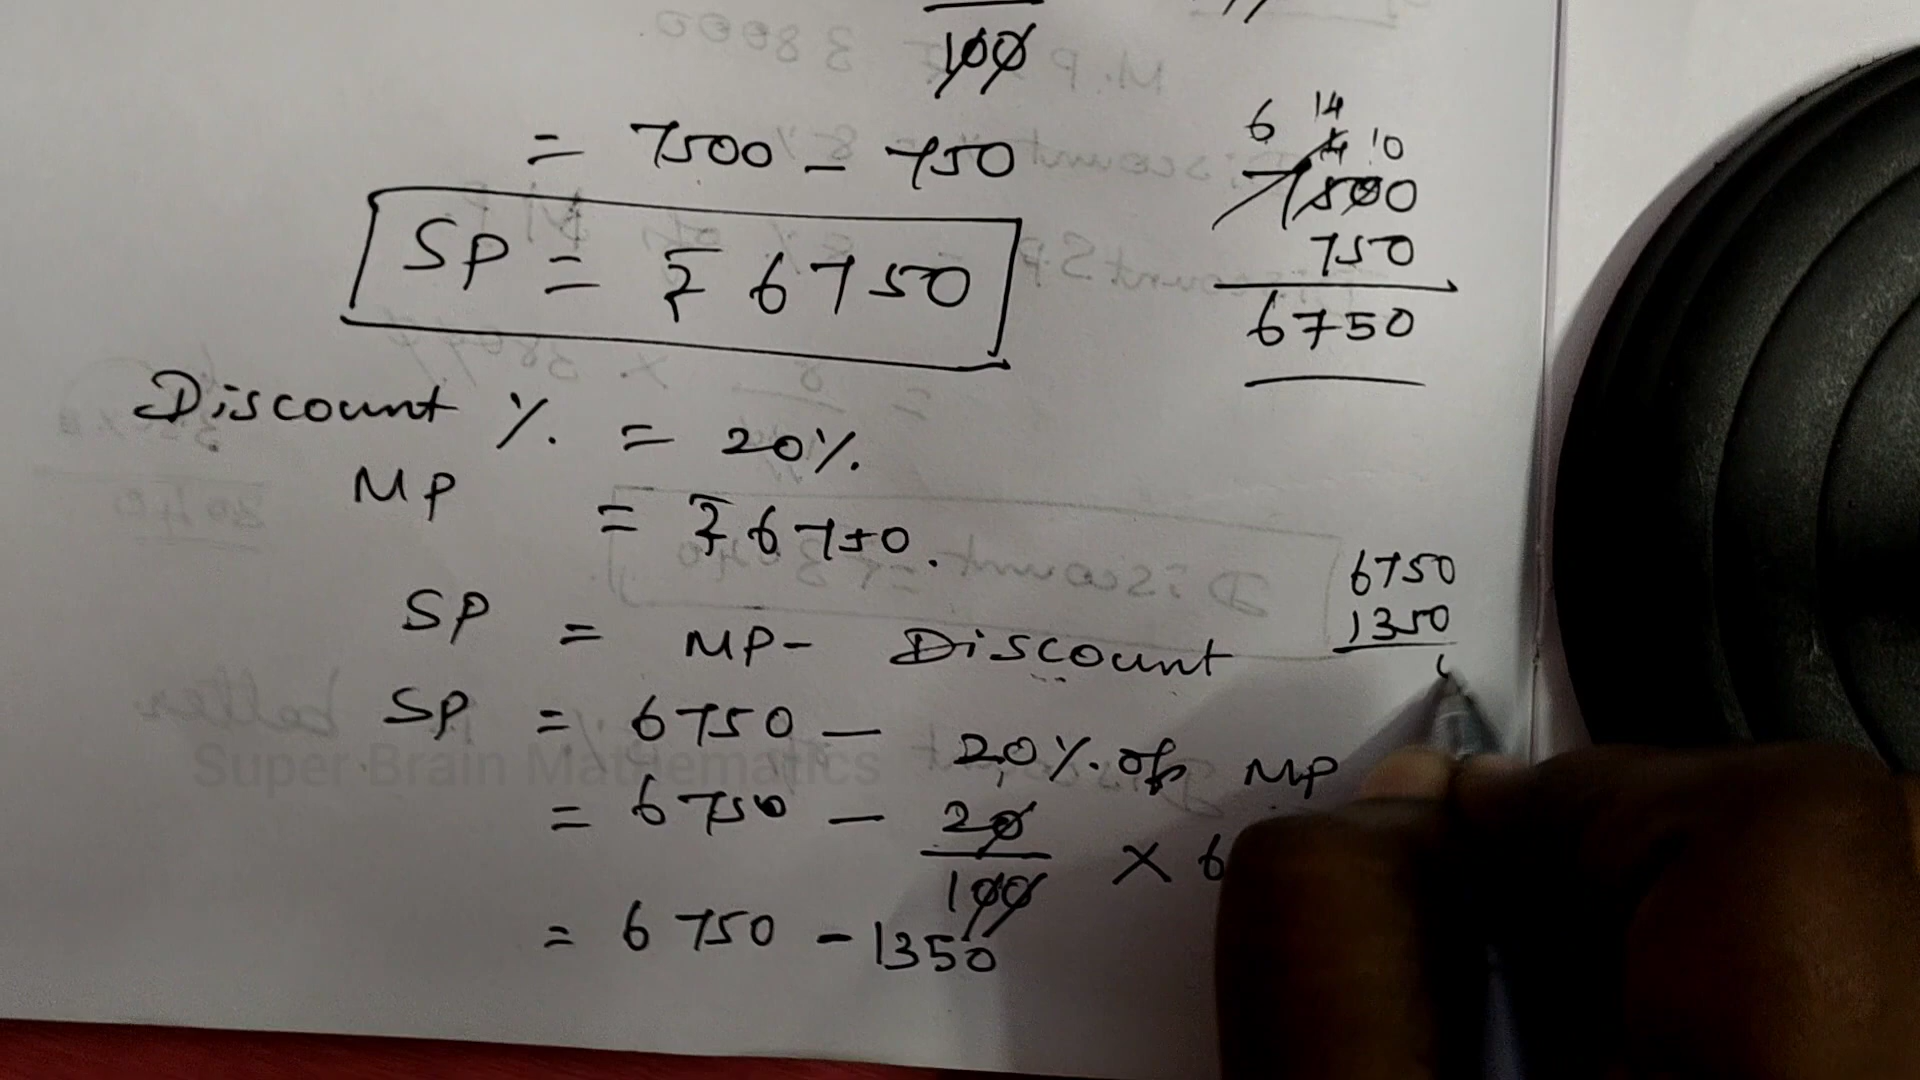 100
= 7500 - 750
SP = ₹ 6750
6 14
4 10
7500
750
6750
Discount % = 20%.
MP = ₹ 6750.
SP = MP - Discount
6750
1350
SP = 6750 - 20% of MP
Super Brain Mathematics
= 6750 - 20/100 × 6
= 6750 - 1350